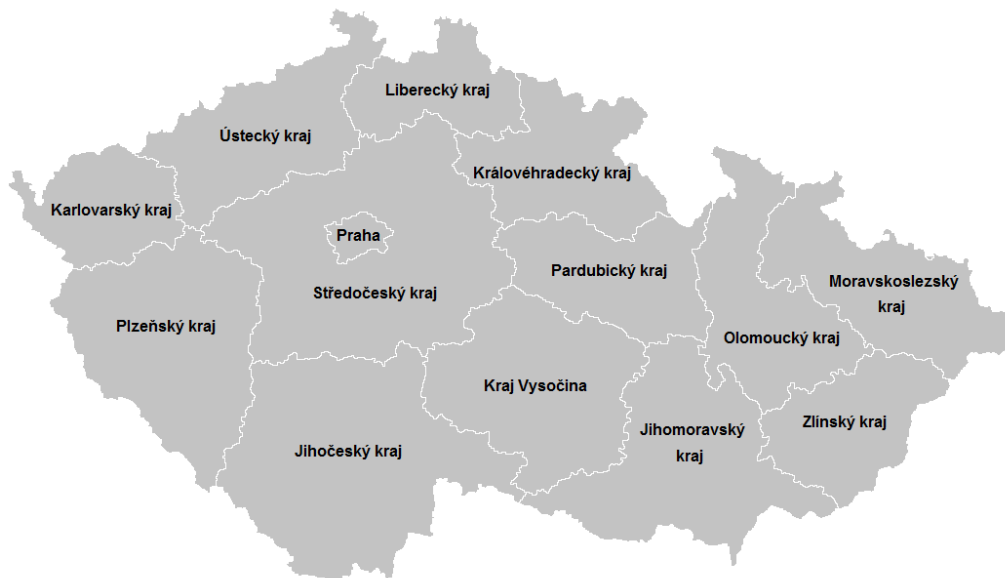 Liberecký kraj
Ústecký kraj
Královéhradecký kraj
Karlovarský kraj
Praha
Pardubický kraj
Moravskoslezský
kraj
Středočeský kraj
Plzeňský kraj
Olomoucký kraj
Kraj Vysočina
Zlínský kraj
Jihomoravský
kraj
Jihočeský kraj